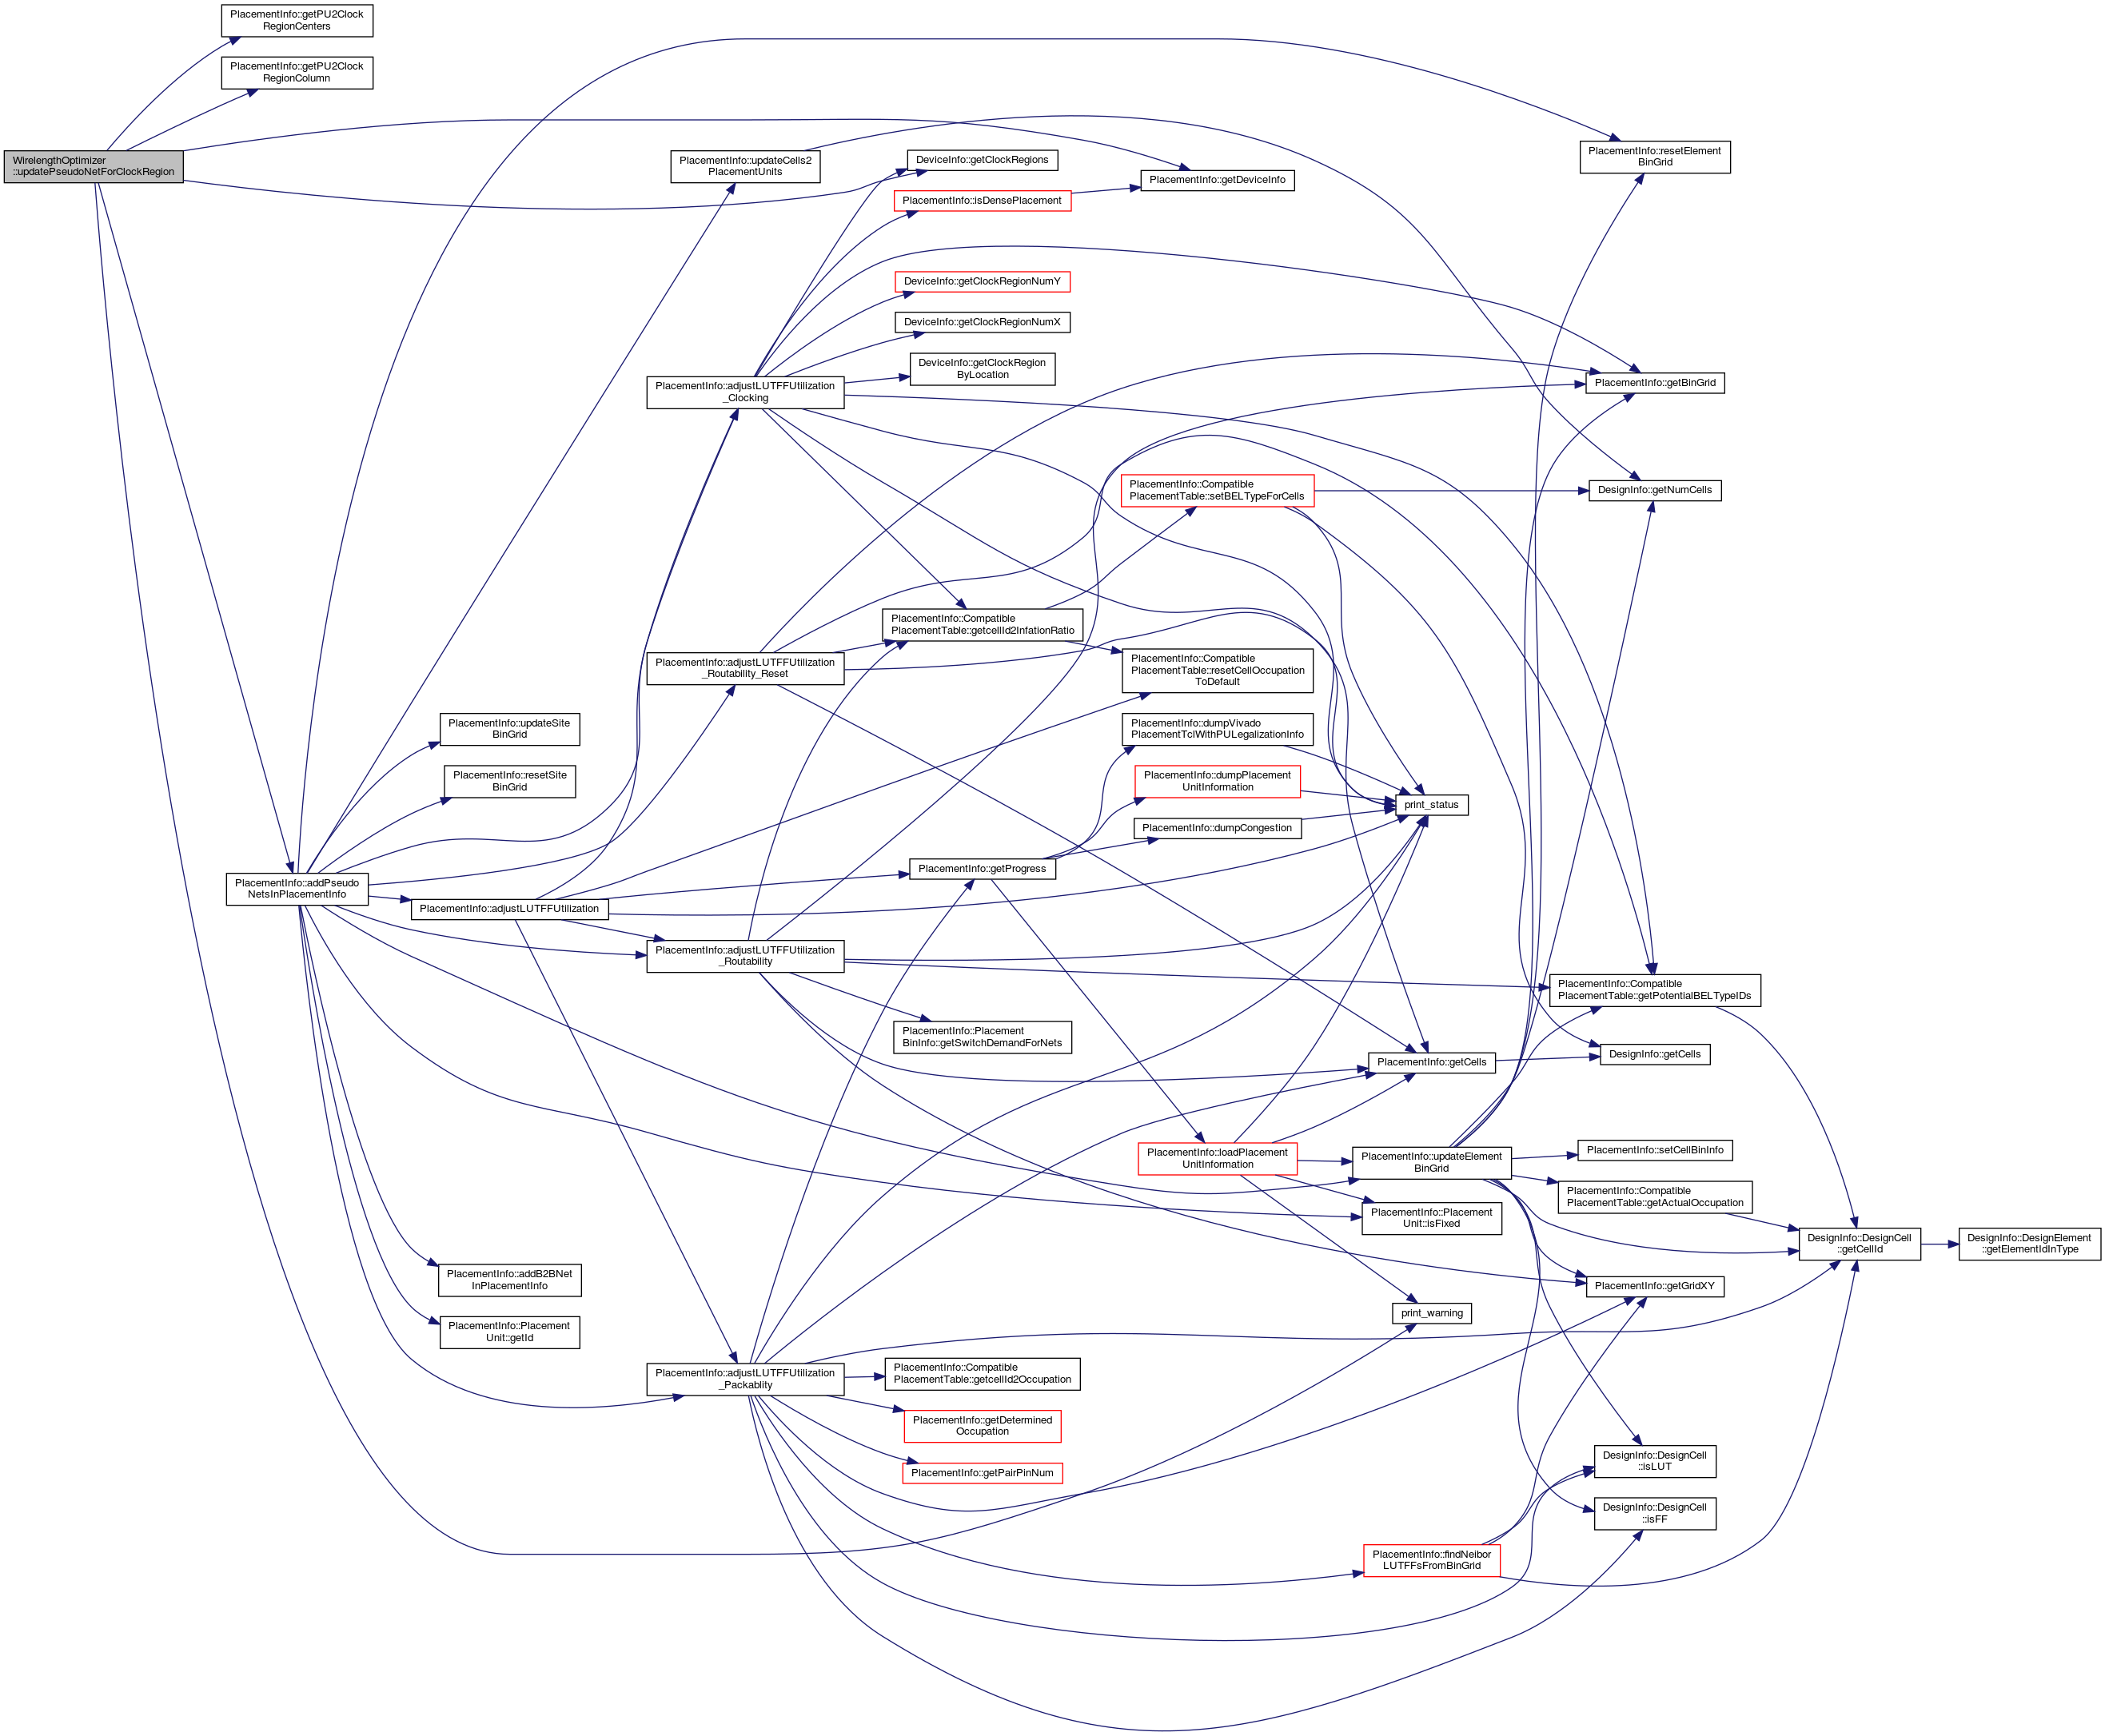 PlacementInfo::getPU2Clock
RegionCenters
PlacementInfo::getPU2Clock
RegionColumn
WirelengthOptimizer
::updatePseudoNetForClockRegion
PlacementInfo::updateCells2
PlacementUnits
DeviceInfo::getClockRegions
PlacementInfo::getDeviceInfo
PlacementInfo::isDensePlacement
PlacementInfo::resetElement
BinGrid
DeviceInfo::getClockRegionNumY
DeviceInfo::getClockRegionNumX
DeviceInfo::getClockRegion
ByLocation
PlacementInfo::adjustLUTFFUtilization
_Clocking
PlacementInfo::getBinGrid
PlacementInfo::Compatible
PlacementTable::setBELTypeForCells
DesignInfo::getNumCells
PlacementInfo::Compatible
PlacementTable::getcellId2InfationRatio
PlacementInfo::adjustLUTFFUtilization
_Routability_Reset
PlacementInfo::Compatible
PlacementTable::resetCellOccupation
ToDefault
PlacementInfo::updateSite
BinGrid
PlacementInfo::resetSite
BinGrid
PlacementInfo::dumpVivado
PlacementTclWithPULegalizationInfo
PlacementInfo::dumpPlacement
UnitInformation
PlacementInfo::dumpCongestion
print_status
PlacementInfo::getProgress
PlacementInfo::addPseudo
NetsInPlacementInfo
PlacementInfo::adjustLUTFFUtilization
PlacementInfo::adjustLUTFFUtilization
_Routability
PlacementInfo::Placement
BinInfo::getSwitchDemandForNets
PlacementInfo::Compatible
PlacementTable::getPotentialBELTypeIDs
PlacementInfo::getCells
DesignInfo::getCells
PlacementInfo::loadPlacement
UnitInformation
PlacementInfo::updateElement
BinGrid
PlacementInfo::setCellBinInfo
PlacementInfo::Compatible
PlacementTable::getActualOccupation
PlacementInfo::Placement
Unit::isFixed
DesignInfo::DesignCell
::getCellId
DesignInfo::DesignElement
::getElementIdInType
PlacementInfo::addB2BNet
InPlacementInfo
PlacementInfo::getGridXY
print_warning
PlacementInfo::Placement
Unit::getId
PlacementInfo::adjustLUTFFUtilization
_Packablity
PlacementInfo::Compatible
PlacementTable::getcellId2Occupation
PlacementInfo::getDetermined
Occupation
PlacementInfo::getPairPinNum
DesignInfo::DesignCell
::isLUT
DesignInfo::DesignCell
::isFF
PlacementInfo::findNeibor
LUTFFsFromBinGrid